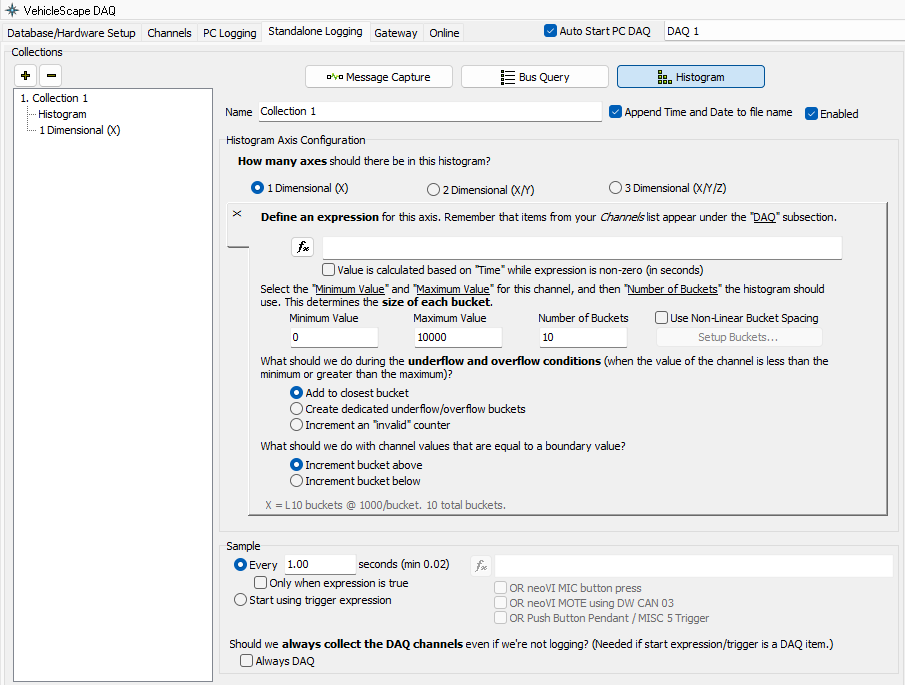 VehicleScape DAQ
Database/Hardware Setup Channels PC Logging Standalone Logging Gateway Online Auto Start PC DAQ DAQ 1
Collections
Message Capture Bus Query Histogram
1. Collection 1
Histogram
1 Dimensional (X)
Name Collection 1 Append Time and Date to file name Enabled
Histogram Axis Configuration
How many axes should there be in this histogram?
1 Dimensional (X) 2 Dimensional (X/Y) 3 Dimensional (X/Y/Z)
X
Define an expression for this axis. Remember that items from your Channels list appear under the "DAQ" subsection.
fx
Value is calculated based on "Time" while expression is non-zero (in seconds)
Select the "Minimum Value" and "Maximum Value" for this channel, and then "Number of Buckets" the histogram should
use. This determines the size of each bucket.
Minimum Value Maximum Value Number of Buckets Use Non-Linear Bucket Spacing
0 10000 10 Setup Buckets...
What should we do during the underflow and overflow conditions (when the value of the channel is less than the
minimum or greater than the maximum)?
Add to closest bucket
Create dedicated underflow/overflow buckets
Increment an "invalid" counter
What should we do with channel values that are equal to a boundary value?
Increment bucket above
Increment bucket below
X = L10 buckets @ 1000/bucket. 10 total buckets.
Sample
Every 1.00 seconds (min 0.02) fx
Only when expression is true
Start using trigger expression
OR neoVI MIC button press
OR neoVI MOTE using DW CAN 03
OR Push Button Pendant / MISC 5 Trigger
Should we always collect the DAQ channels even if we're not logging? (Needed if start expression/trigger is a DAQ item.)
Always DAQ